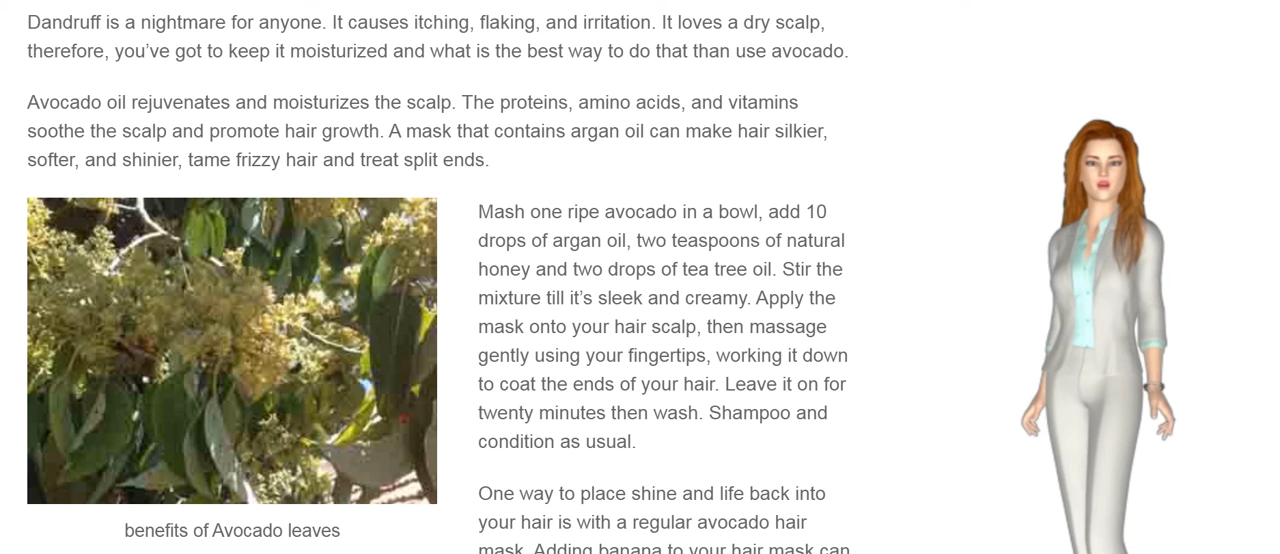 Dandruff is a nightmare for anyone. It causes itching, flaking, and irritation. It loves a dry scalp,
therefore, you’ve got to keep it moisturized and what is the best way to do that than use avocado.
Avocado oil rejuvenates and moisturizes the scalp. The proteins, amino acids, and vitamins
soothe the scalp and promote hair growth. A mask that contains argan oil can make hair silkier,
softer, and shinier, tame frizzy hair and treat split ends.
benefits of Avocado leaves
Mash one ripe avocado in a bowl, add 10
drops of argan oil, two teaspoons of natural
honey and two drops of tea tree oil. Stir the
mixture till it’s sleek and creamy. Apply the
mask onto your hair scalp, then massage
gently using your fingertips, working it down
to coat the ends of your hair. Leave it on for
twenty minutes then wash. Shampoo and
condition as usual.
One way to place shine and life back into
your hair is with a regular avocado hair
mask. Adding banana to your hair mask can